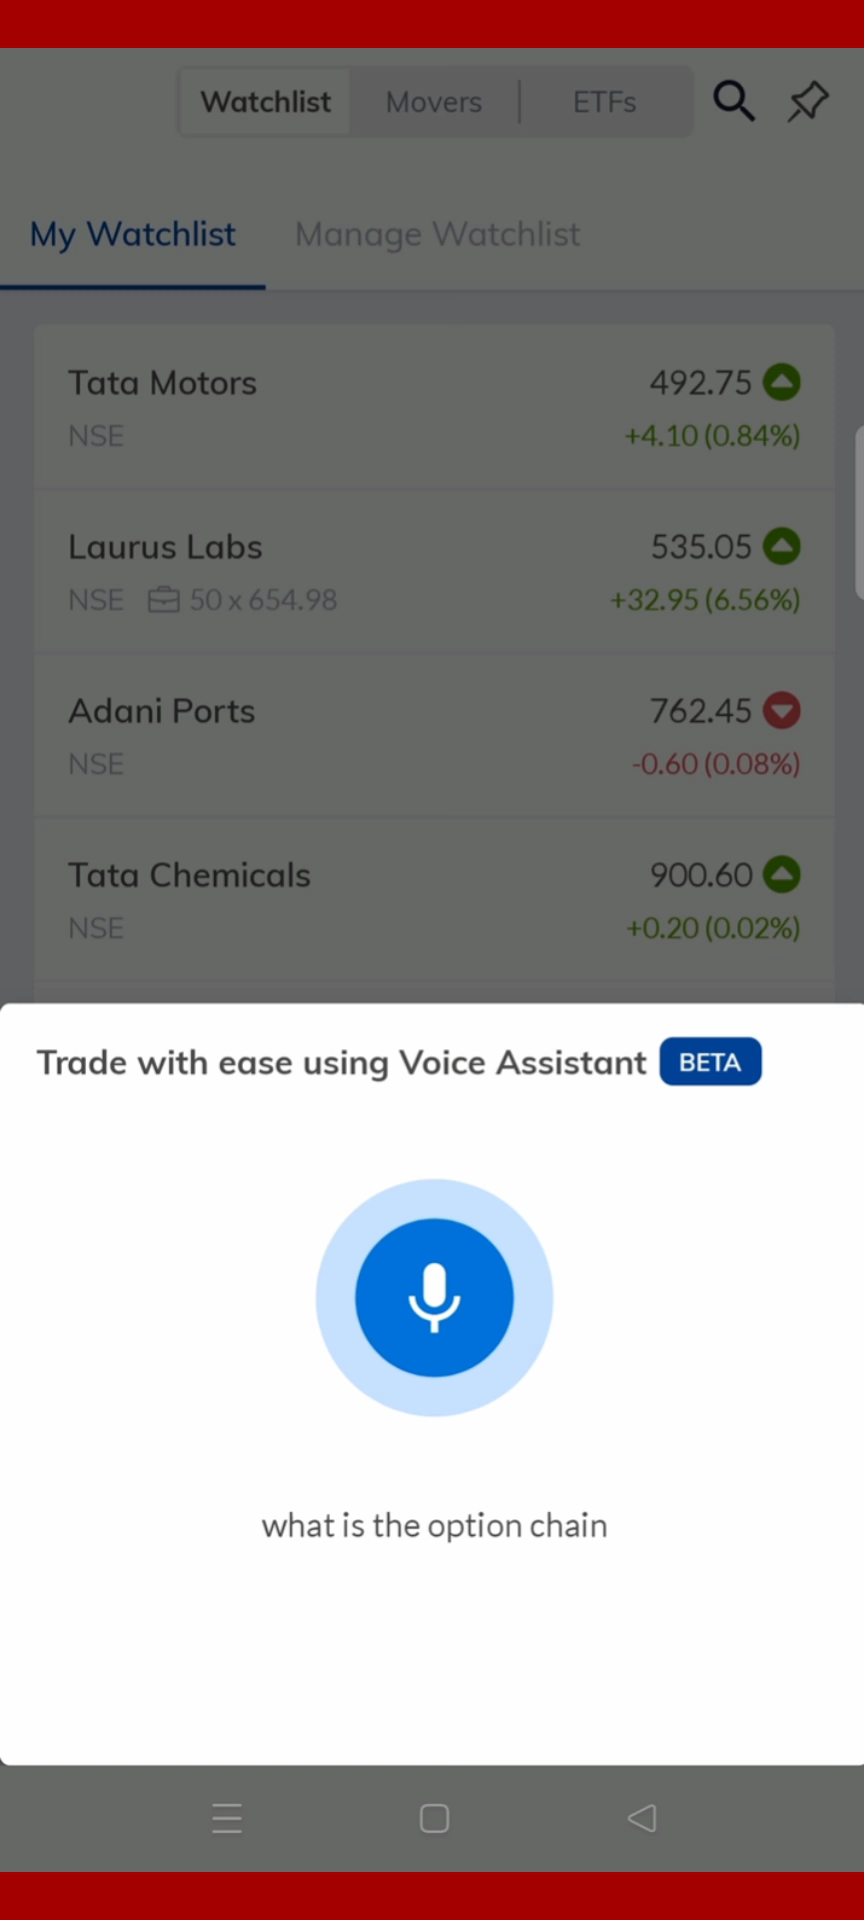 Watchlist Movers ETFs
My Watchlist Manage Watchlist
Tata Motors 492.75
NSE +4.10 (0.84%)
Laurus Labs 535.05
NSE 50 x 654.98 +32.95 (6.56%)
Adani Ports 762.45
NSE -0.60 (0.08%)
Tata Chemicals 900.60
NSE +0.20 (0.02%)
Trade with ease using Voice Assistant BETA
what is the option chain